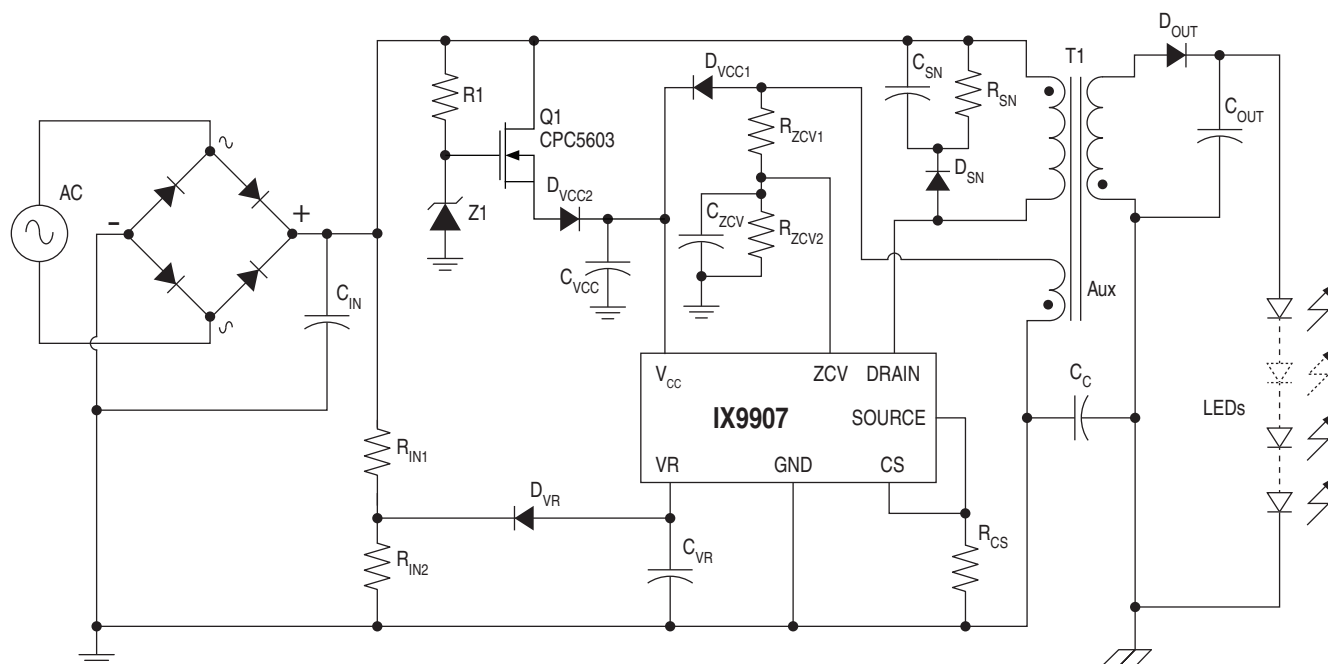 D_OUT
T1
D_VCC1
C_SN
R_SN
R1
Q1
CPC5603
R_ZCV1
C_OUT
AC
D_VCC2
D_SN
-
+
Z1
C_ZCV
R_ZCV2
C_VCC
C_IN
Aux
V_CC
ZCV
DRAIN
C_C
IX9907
SOURCE
LEDs
R_IN1
VR
GND
CS
D_VR
R_CS
R_IN2
C_VR